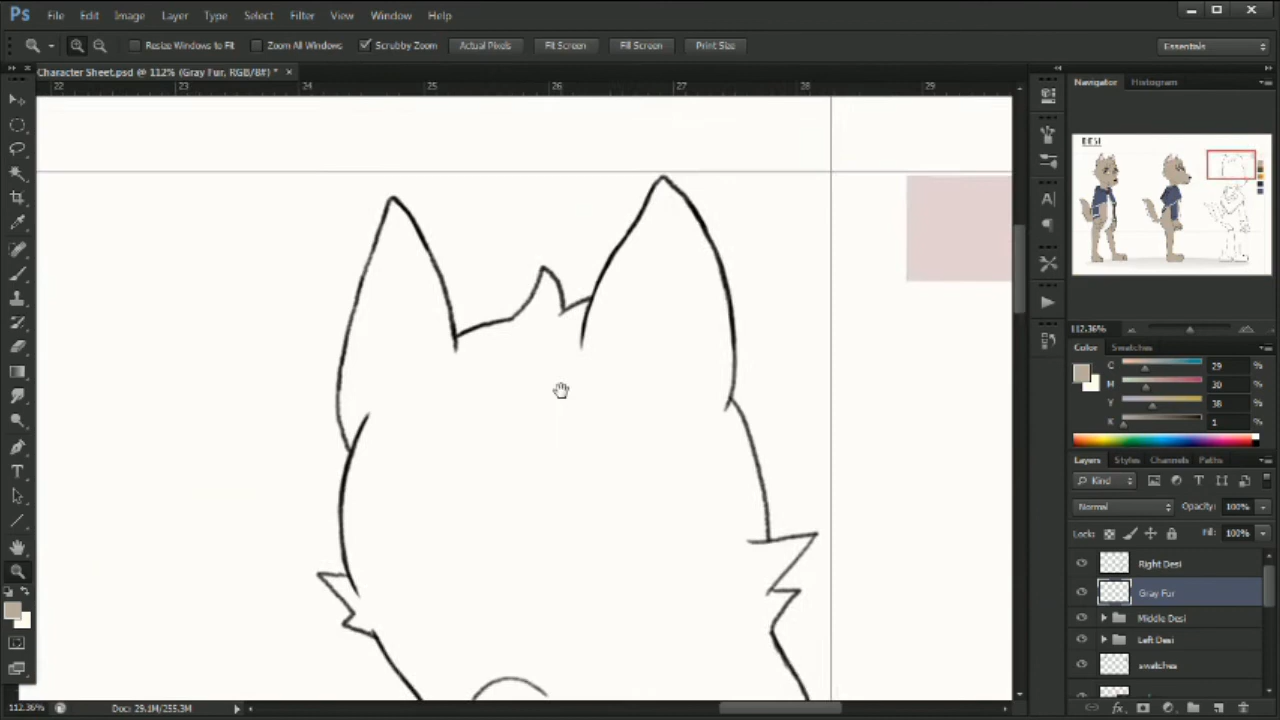 Ps File Edit Image Layer Type Select Filter View Window Help
Resize Windows to Fit Zoom All Windows Scrubby Zoom Actual Pixels Fit Screen Fill Screen Print Size Essentials
Character Sheet.psd @ 112% (Gray Fur, RGB/8#) * ×
22 23 24 25 26 27 28 29
Navigator Histogram
DESI
112.36%
Color Swatches
C 29 %
M 30 %
Y 38 %
K 1 %
Layers Styles Channels Paths
Kind
Normal Opacity: 100%
Lock: Fill: 100%
Right Desi
Gray Fur
Middle Desi
Left Desi
swatches
112.36% Doc: 29.1M/255.3M